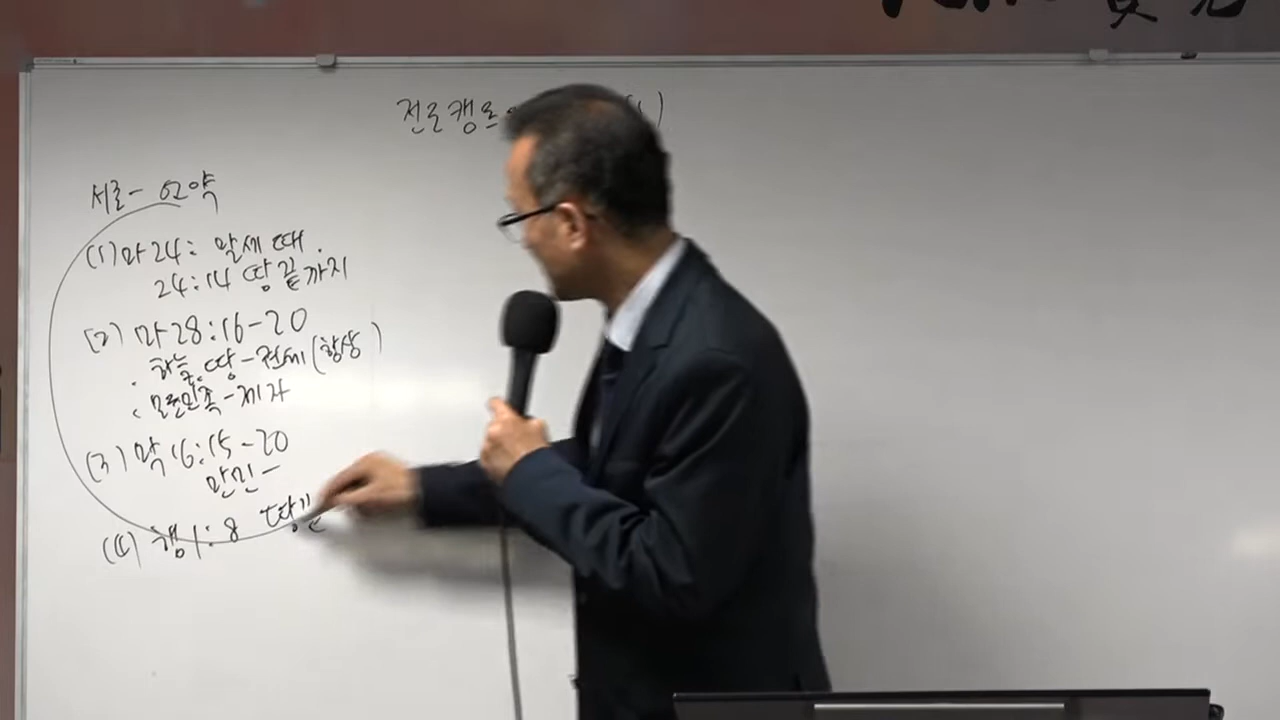 전도캠프
서론 - 언약
(1) 마 24 : 말세 때.
24:14 땅 끝까지
(2) 마 28:16-20
· 하늘, 땅 - 권세 (항상)
· 모든민족 - 제자
(3) 막 16:15-20
만민 -
행 1:8 땅끝